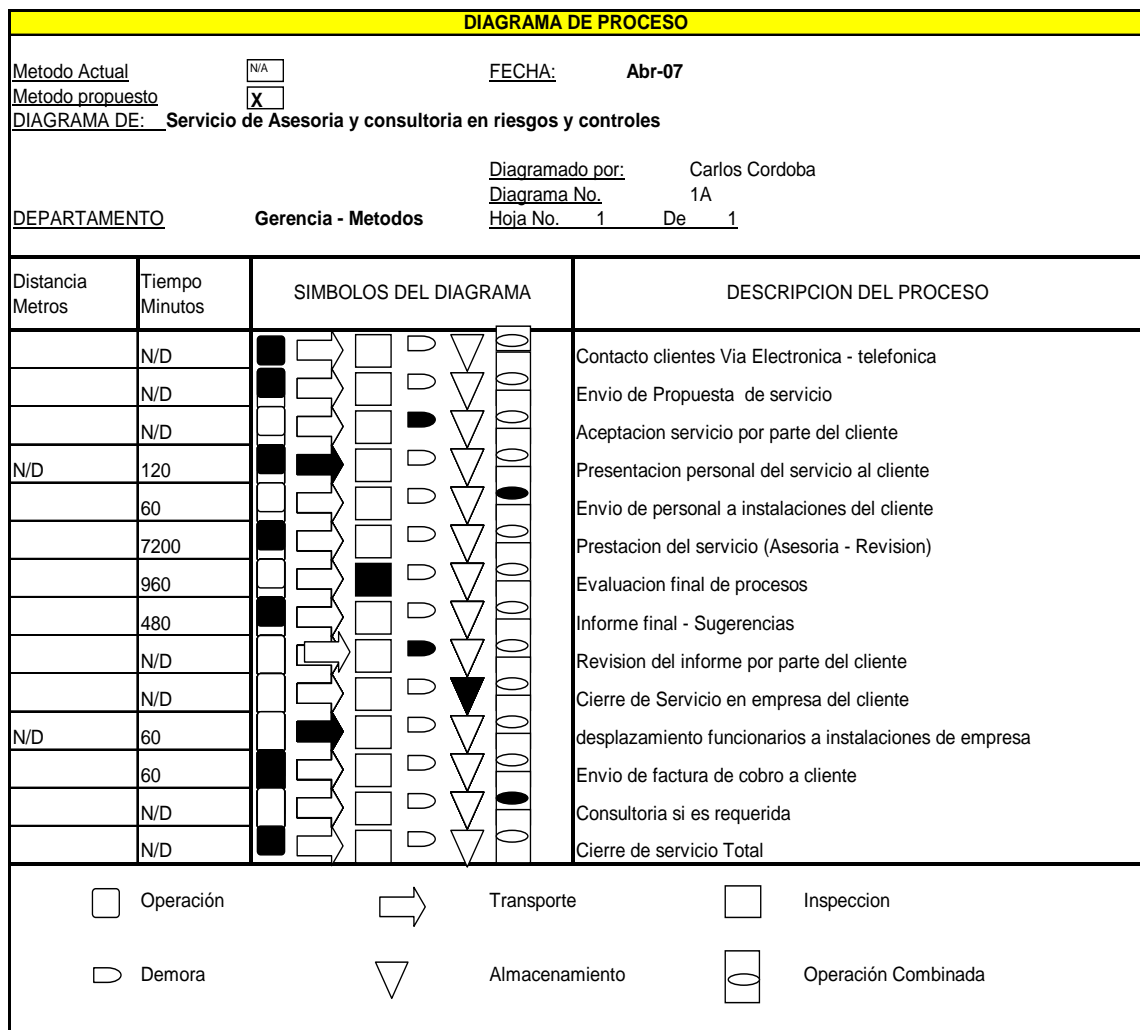 DIAGRAMA DE PROCESO
Metodo Actual N/A FECHA: Abr-07
Metodo propuesto X
DIAGRAMA DE: Servicio de Asesoria y consultoria en riesgos y controles
Diagramado por: Carlos Cordoba
Diagrama No. 1A
DEPARTAMENTO Gerencia - Metodos Hoja No. 1 De 1
Distancia Metros Tiempo Minutos SIMBOLOS DEL DIAGRAMA DESCRIPCION DEL PROCESO
N/D Contacto clientes Via Electronica - telefonica
N/D Envio de Propuesta de servicio
N/D Aceptacion servicio por parte del cliente
N/D 120 Presentacion personal del servicio al cliente
60 Envio de personal a instalaciones del cliente
7200 Prestacion del servicio (Asesoria - Revision)
960 Evaluacion final de procesos
480 Informe final - Sugerencias
N/D Revision del informe por parte del cliente
N/D Cierre de Servicio en empresa del cliente
N/D 60 desplazamiento funcionarios a instalaciones de empresa
60 Envio de factura de cobro a cliente
N/D Consultoria si es requerida
N/D Cierre de servicio Total
Operación Transporte Inspeccion
Demora Almacenamiento Operación Combinada